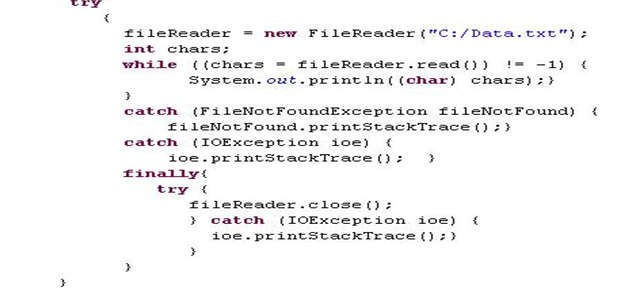 try
{
fileReader = new FileReader("C:/Data.txt");
int chars;
while ((chars = fileReader.read()) != -1) {
System.out.println((char) chars);}
}
catch (FileNotFoundException fileNotFound) {
fileNotFound.printStackTrace();}
catch (IOException ioe) {
ioe.printStackTrace();  }
finally{
try {
fileReader.close();
} catch (IOException ioe) {
ioe.printStackTrace();}
}
}
}